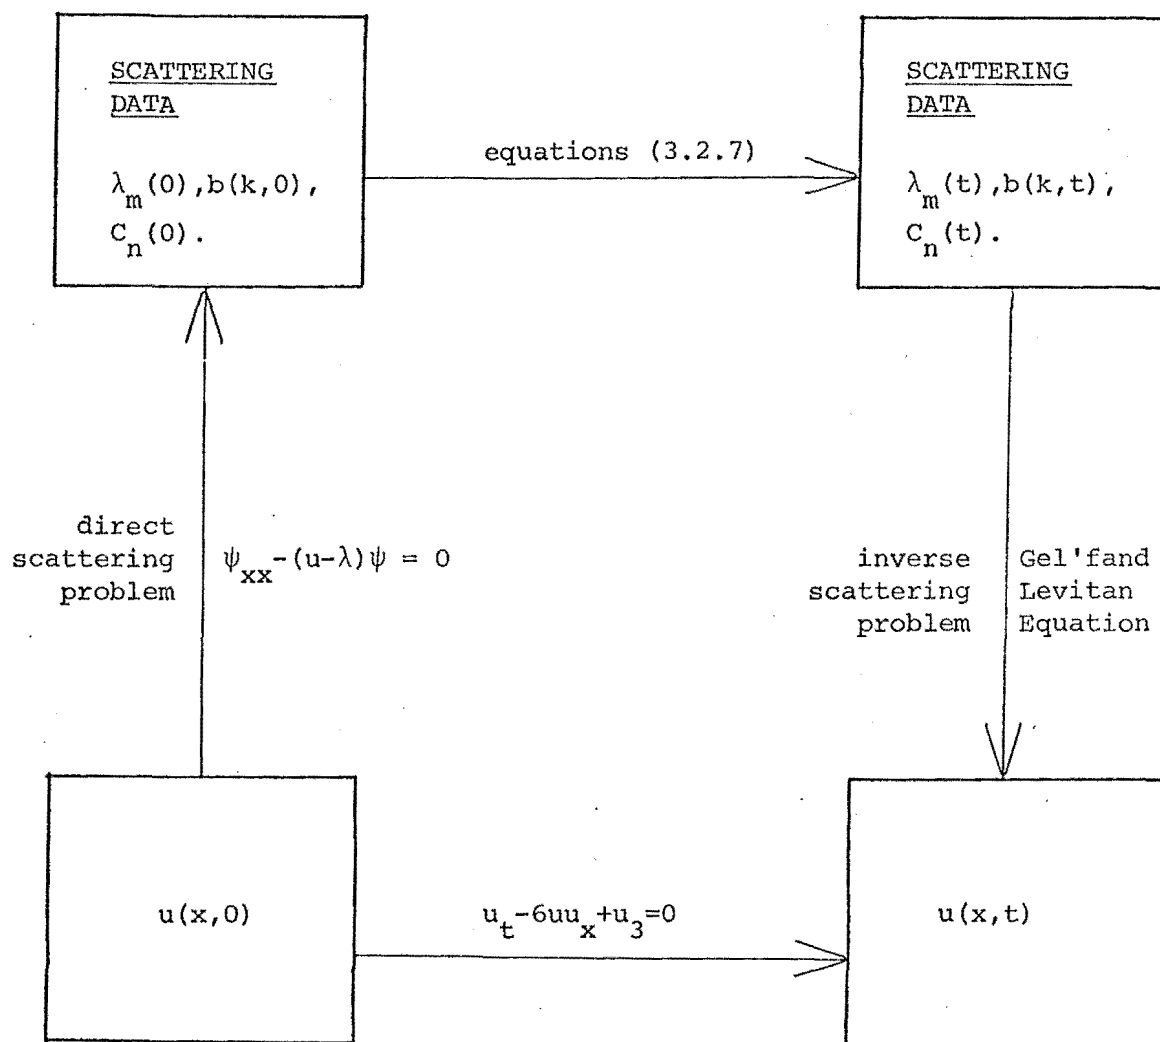 SCATTERING
DATA
λ_m(0),b(k,0),
C_n(0).
equations (3.2.7)
SCATTERING
DATA
λ_m(t),b(k,t),
C_n(t).
direct
scattering
problem
ψ_xx-(u-λ)ψ = 0
inverse
scattering
problem
Gel'fand
Levitan
Equation
u(x,0)
u_t-6uu_x+u_3=0
u(x,t)